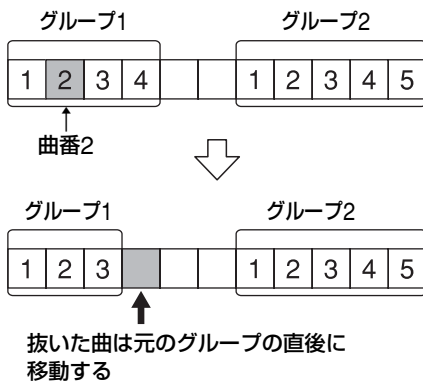 グループ1 グループ2
1 2 3 4 1 2 3 4 5
曲番2
グループ1 グループ2
1 2 3 1 2 3 4 5
抜いた曲は元のグループの直後に
移動する